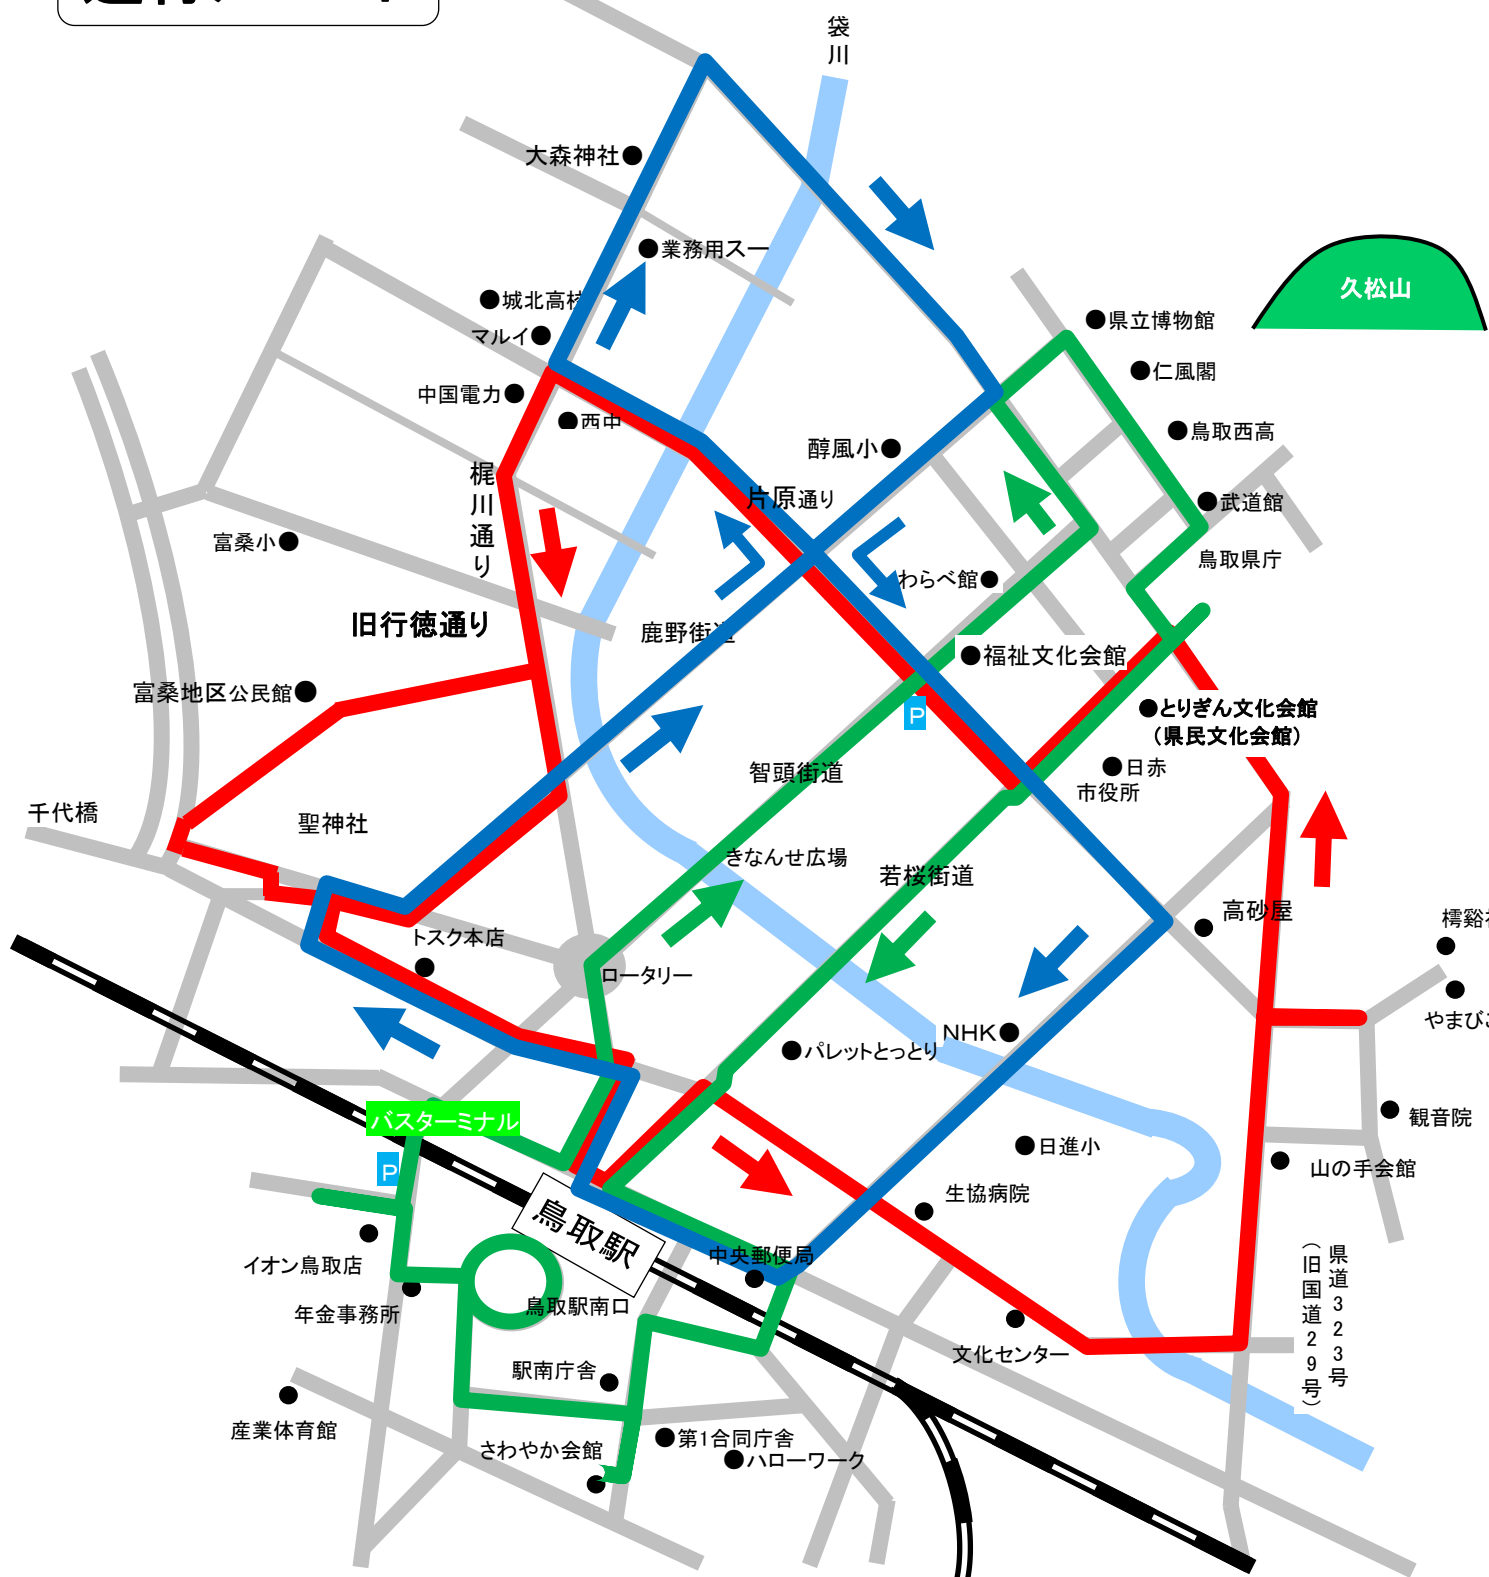 袋川
大森神社
業務用スー
久松山
城北高校
マルイ
県立博物館
中国電力
西中
仁風閣
鳥取西高
醇風小
梶川通り
片原通り
武道館
富桑小
鳥取県庁
わらべ館
旧行徳通り
鹿野街道
福祉文化会館
富桑地区公民館
P
とりぎん文化会館
(県民文化会館)
智頭街道
日赤
市役所
千代橋
聖神社
きなんせ広場
若桜街道
高砂屋
樗谿
トスク本店
ロータリー
やまびこ
NHK
パレットとっとり
バスターミナル
観音院
日進小
P
山の手会館
生協病院
鳥取駅
イオン鳥取店
中央郵便局
県道323号
(旧国道29号)
年金事務所
鳥取駅南口
文化センター
駅南庁舎
産業体育館
さわやか会館
第1合同庁舎
ハローワーク